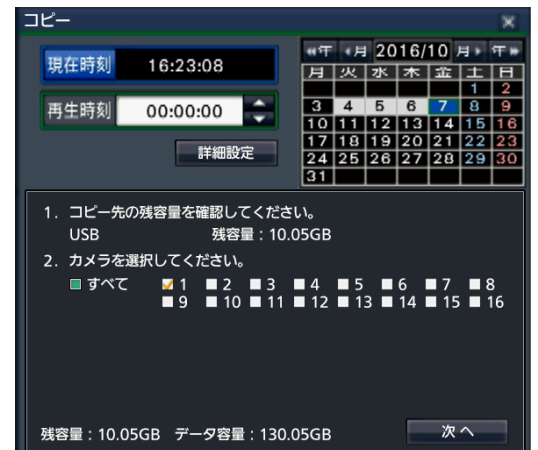 コピー
現在時刻 16:23:08
再生時刻 00:00:00
詳細設定
年 月 2016/10 月 年
月 火 水 木 金 土 日
1 2
3 4 5 6 7 8 9
10 11 12 13 14 15 16
17 18 19 20 21 22 23
24 25 26 27 28 29 30
31
1. コピー先の残容量を確認してください。
USB 残容量:10.05GB
2. カメラを選択してください。
すべて 1 2 3 4 5 6 7 8
9 10 11 12 13 14 15 16
残容量:10.05GB データ容量:130.05GB
次へ